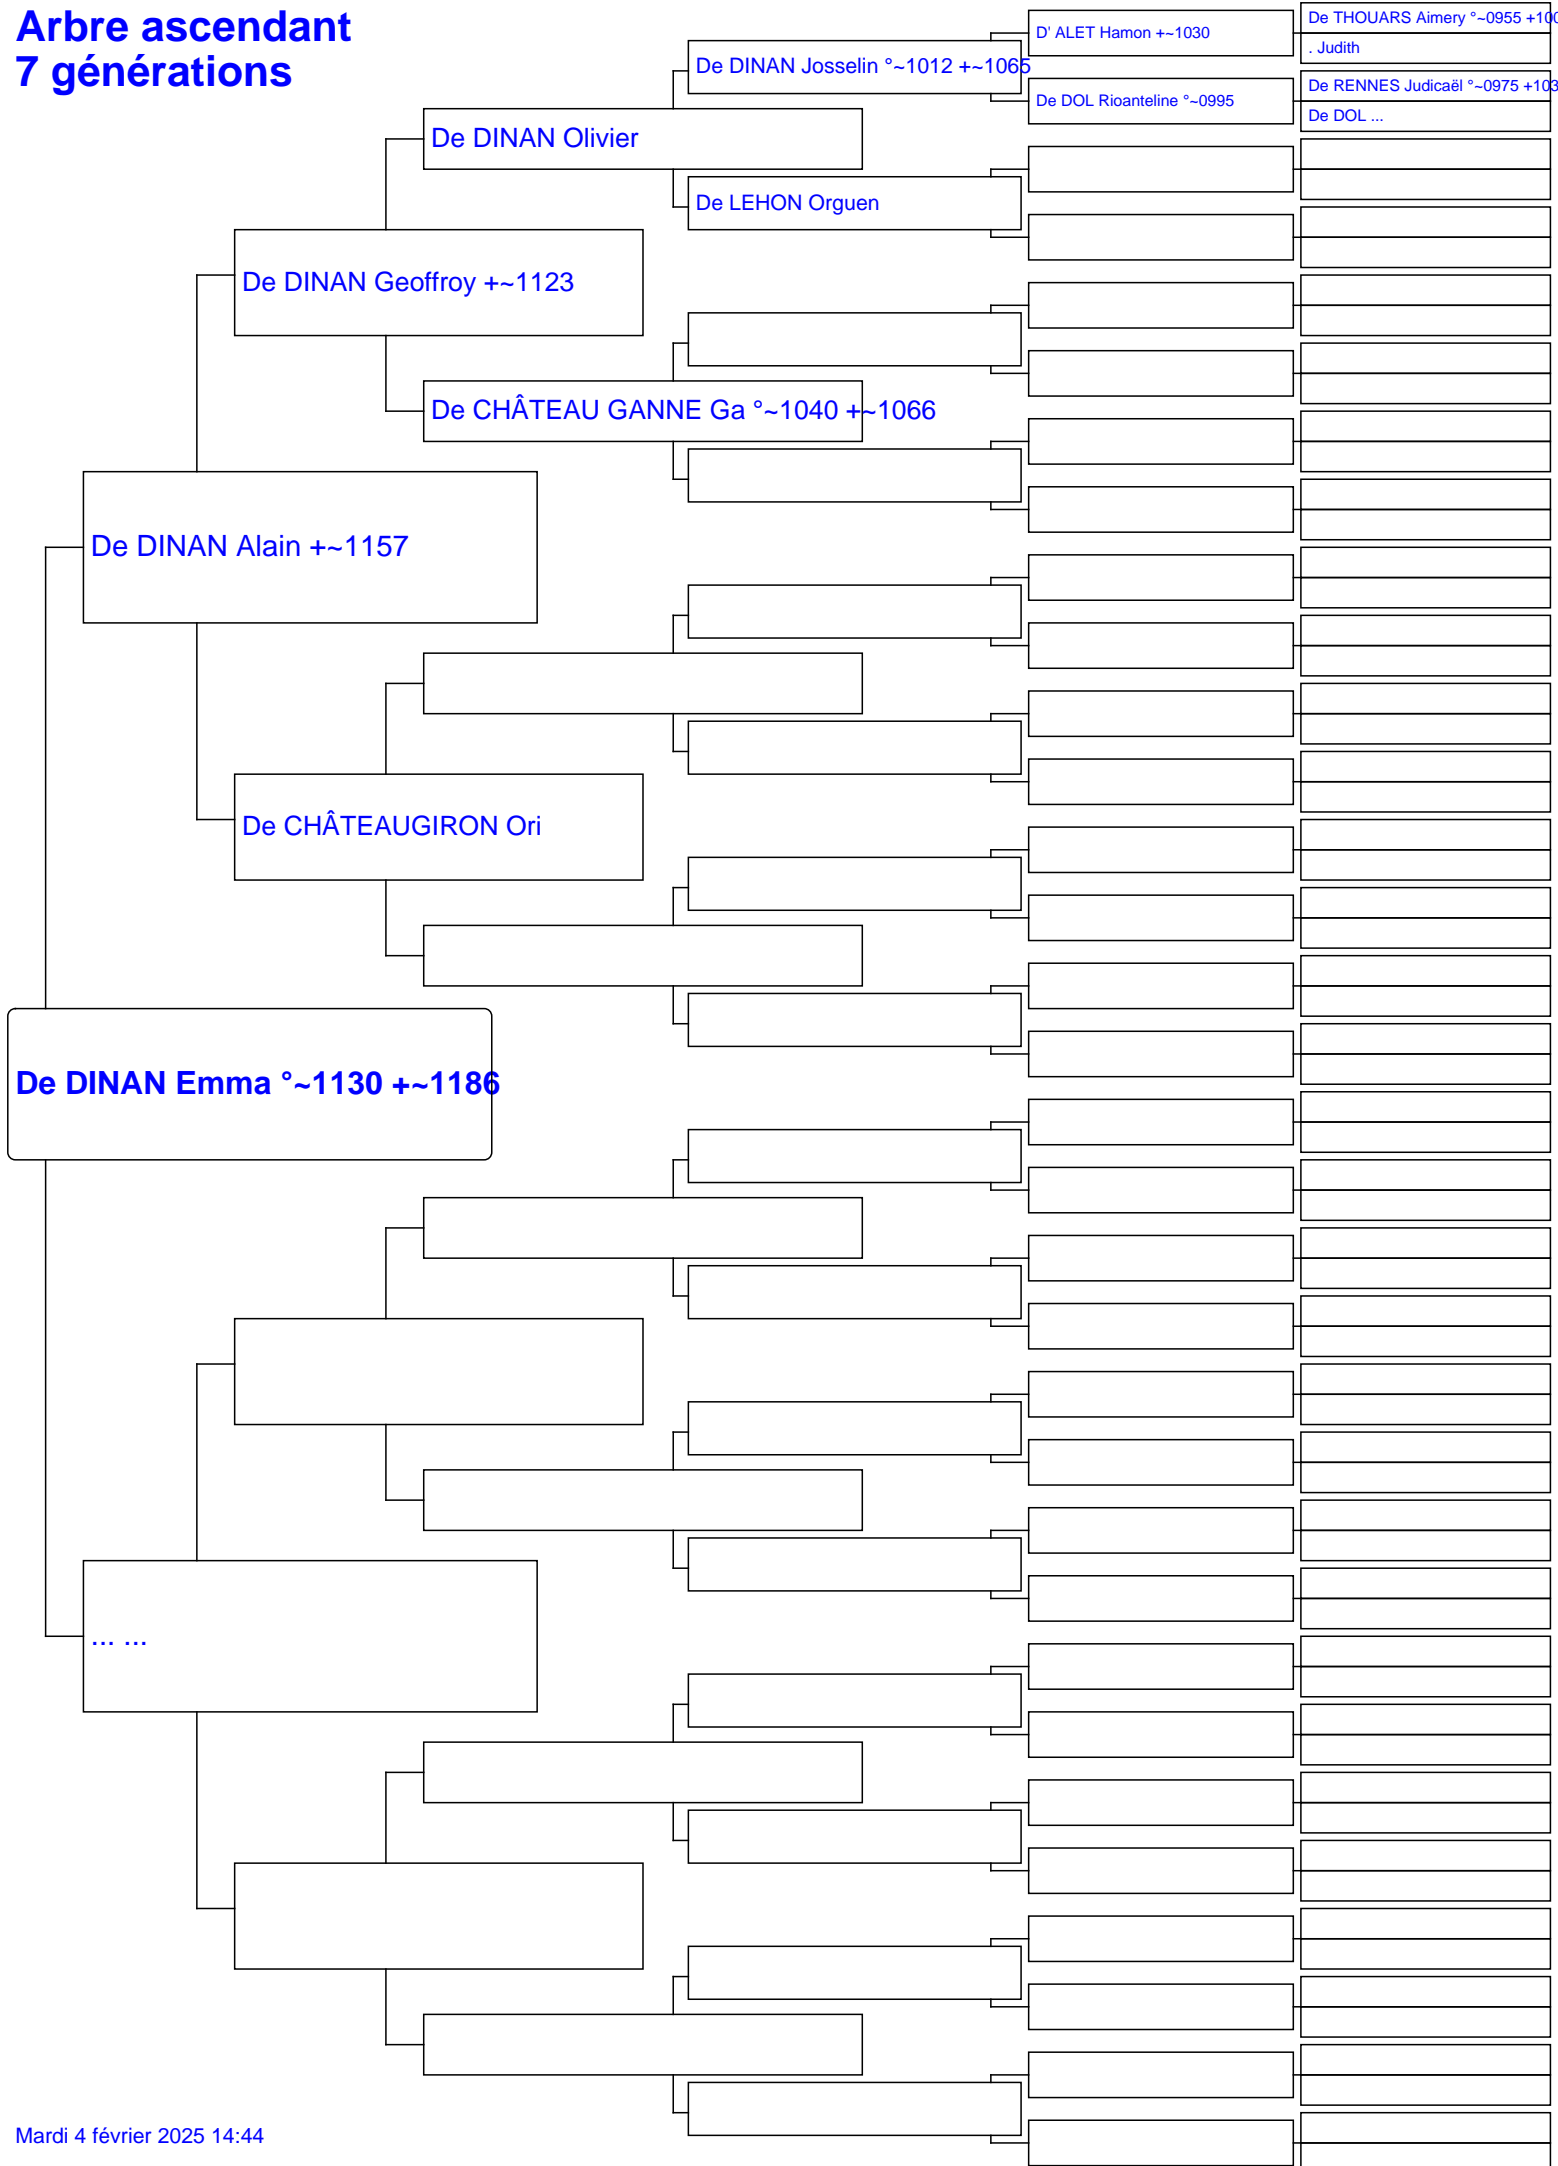 Arbre ascendant
7 générations
De THOUARS Aimery °~0955 +100
D' ALET Hamon +~1030
. Judith
De DINAN Josselin °~1012 +~1065
De RENNES Judicaël °~0975 +103
De DOL Rioanteline °~0995
De DOL ...
De DINAN Olivier
De LEHON Orguen
De DINAN Geoffroy +~1123
De CHÂTEAU GANNE Ga °~1040 +~1066
De DINAN Alain +~1157
De CHÂTEAUGIRON Ori
De DINAN Emma °~1130 +~1186
... ...
Mardi 4 février 2025 14:44